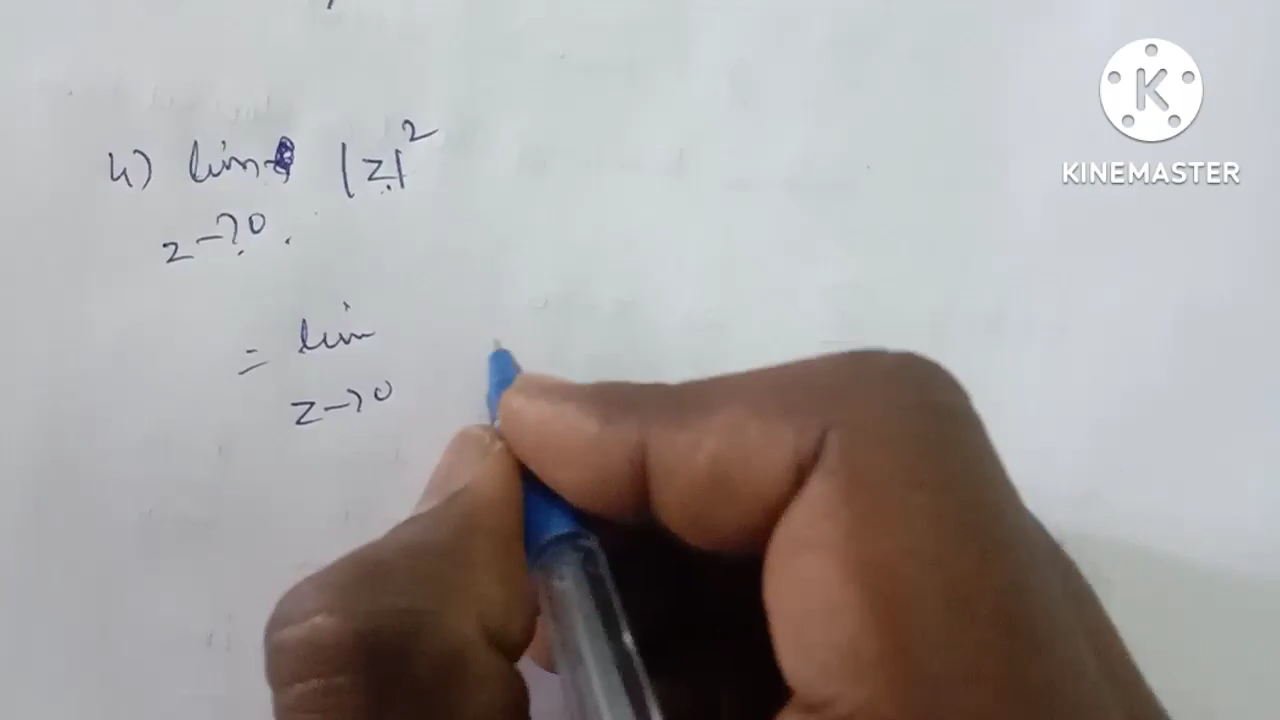 4) lim |z|²
z→0.
= lim
z→0
KINEMASTER